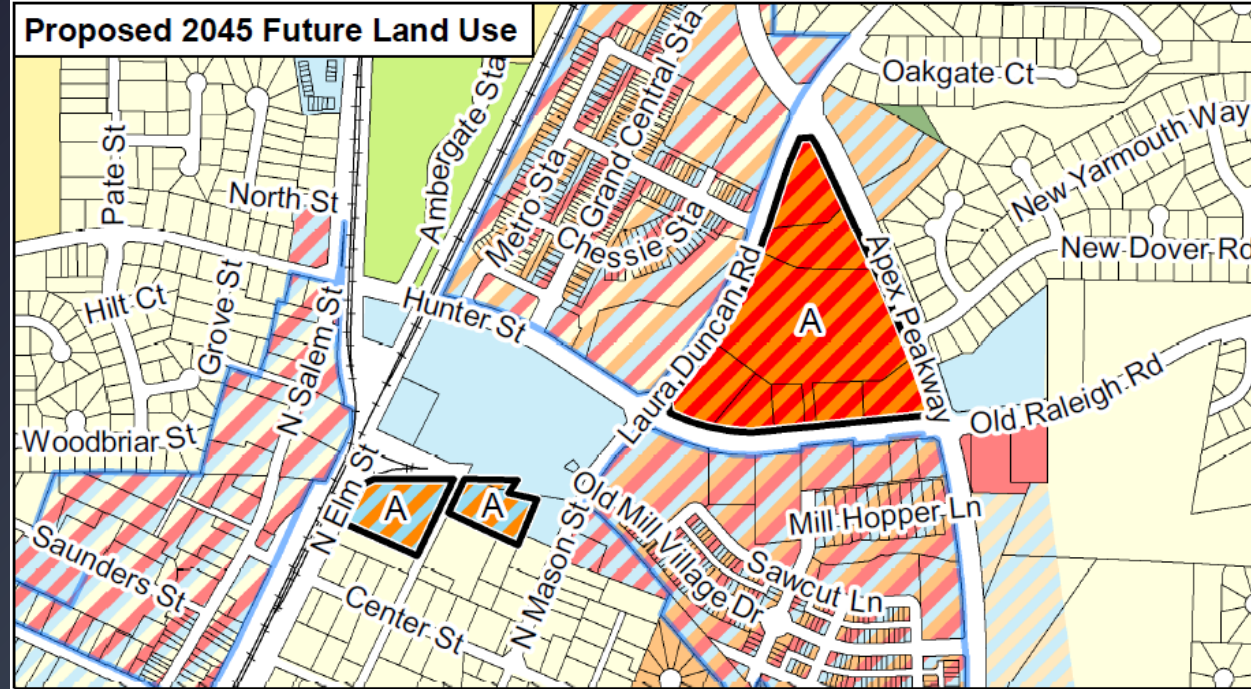 Proposed 2045 Future Land Use
Oakgate Ct
Pate St
Ambergate Sta
Grand Central Sta
New Yarmouth Way
North St
Metro Sta
Chessie Sta
New Dover Rd
Hilt Ct
Grove St
N Salem St
Hunter St
Laura Duncan Rd
A
Apex Peakway
Old Raleigh Rd
Woodbriar St
N Elm St
A
A
Old Mill Village Dr
Mill Hopper Ln
Saunders St
Center St
N Mason St
Sawcut Ln